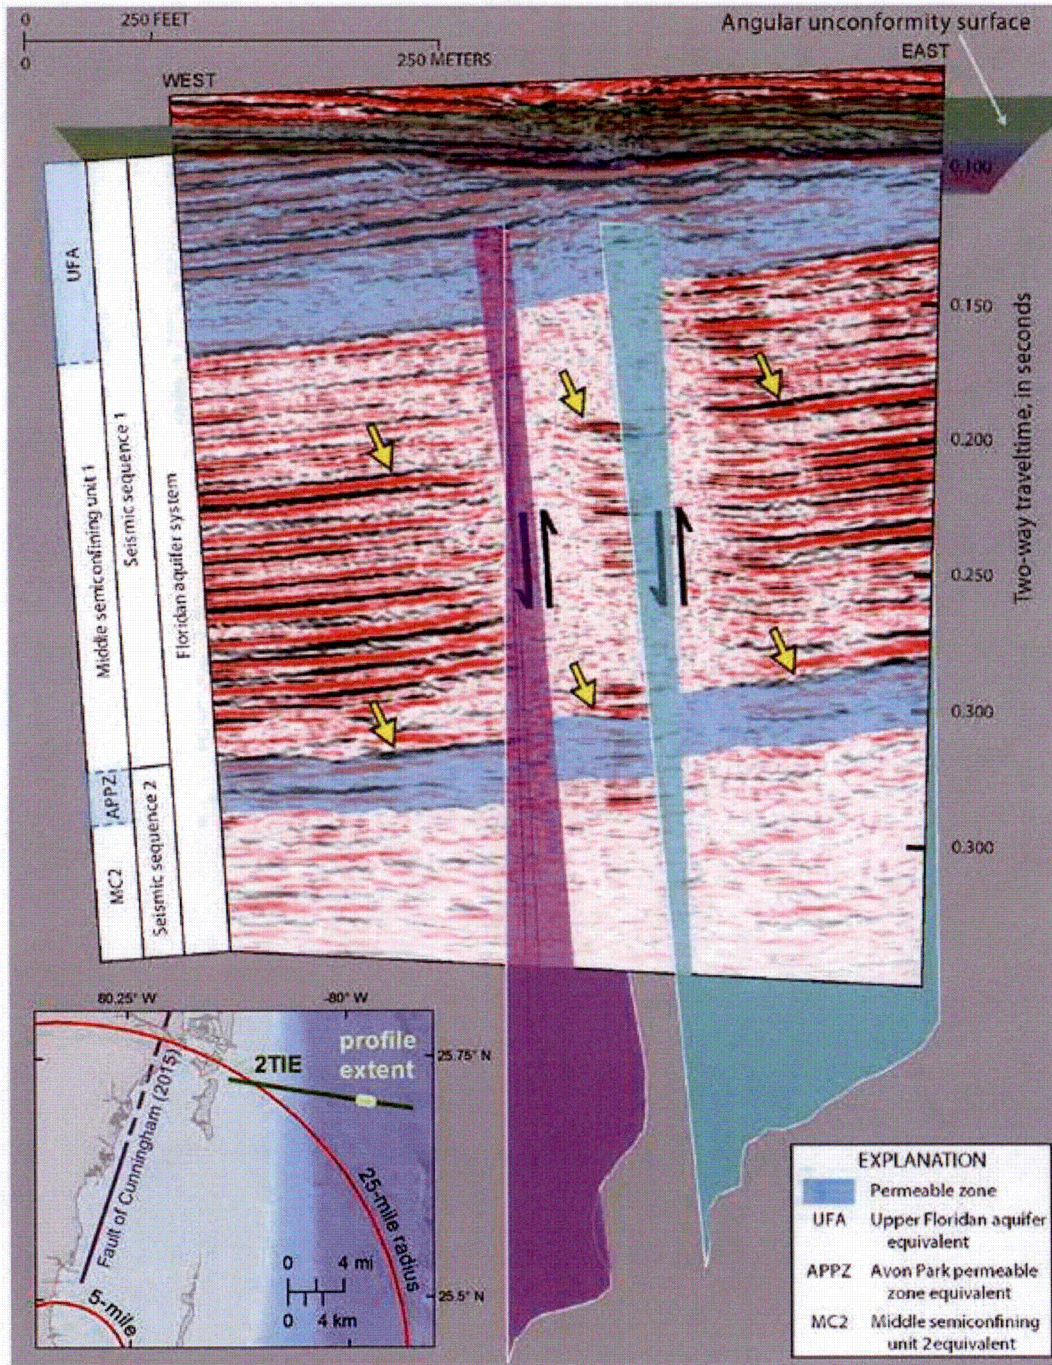 0 250 FEET
0 250 METERS
Angular unconformity surface
WEST
EAST
0.100
0.150
0.200
0.250
0.300
0.300
Two-way traveltime, in seconds
UFA
Middle semiconfining unit 1
APPZ
MC2
Seismic sequence 1
Seismic sequence 2
Floridan aquifer system
80.25° W
-80° W
25.75° N
25.5° N
2TIE
profile
extent
Fault of Cunningham (2015)
25-mile radius
5-mile
0 4 mi
0 4 km
EXPLANATION
Permeable zone
UFA Upper Floridan aquifer
equivalent
APPZ Avon Park permeable
zone equivalent
MC2 Middle semiconfining
unit 2equivalent